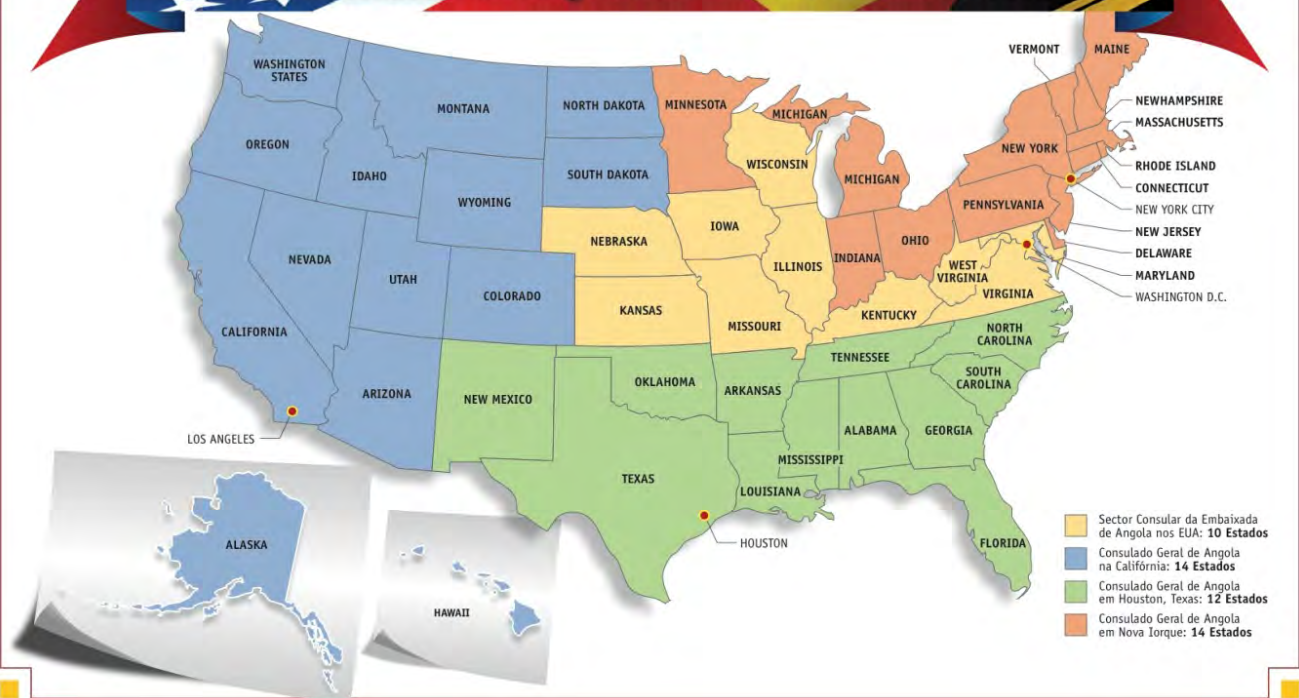 VERMONT
MAINE
WASHINGTON
STATES
MONTANA
NORTH DAKOTA
MINNESOTA
MICHIGAN
NEWHAMPSHIRE
MASSACHUSETTS
OREGON
IDAHO
SOUTH DAKOTA
WISCONSIN
MICHIGAN
NEW YORK
RHODE ISLAND
CONNECTICUT
WYOMING
PENNSYLVANIA
NEW YORK CITY
NEBRASKA
IOWA
NEW JERSEY
NEVADA
UTAH
COLORADO
ILLINOIS
INDIANA
OHIO
WEST
VIRGINIA
DELAWARE
MARYLAND
VIRGINIA
WASHINGTON D.C.
CALIFORNIA
KANSAS
MISSOURI
KENTUCKY
NORTH
CAROLINA
TENNESSEE
ARIZONA
NEW MEXICO
OKLAHOMA
ARKANSAS
SOUTH
CAROLINA
LOS ANGELES
ALABAMA
GEORGIA
MISSISSIPPI
TEXAS
LOUISIANA
HOUSTON
FLORIDA
ALASKA
HAWAII
Sector Consular da Embaixada
de Angola nos EUA: 10 Estados
Consulado Geral de Angola
na Califórnia: 14 Estados
Consulado Geral de Angola
em Houston, Texas: 12 Estados
Consulado Geral de Angola
em Nova Iorque: 14 Estados